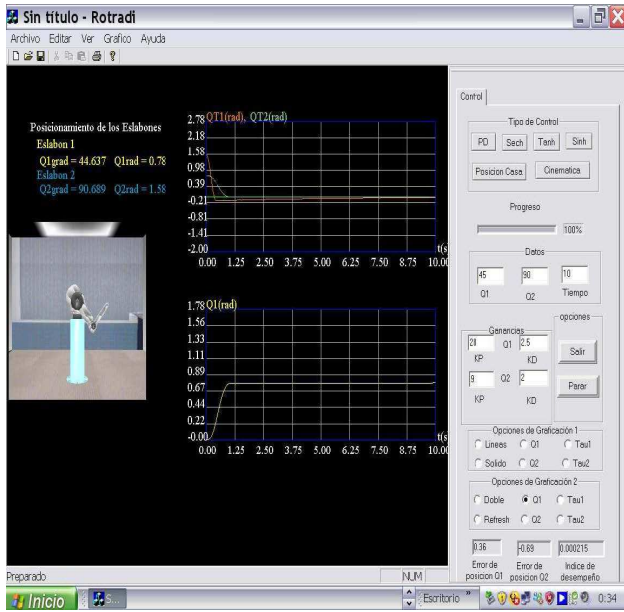 Sin título - Rotradi
Archivo Editar Ver Grafico Ayuda
Posicionamiento de los Eslabones
Eslabon 1
Q1grad = 44.637 Q1rad = 0.78
Eslabon 2
Q2grad = 90.689 Q2rad = 1.58
QT1(rad), QT2(rad)
2.78
2.18
1.58
0.98
0.39
-0.21
-0.81
-1.41
-2.00
t(s
0.00 1.25 2.50 3.75 5.00 6.25 7.50 8.75 10.00
Q1(rad)
1.78
1.56
1.33
1.11
0.89
0.67
0.44
0.22
-0.00
t(s
0.00 1.25 2.50 3.75 5.00 6.25 7.50 8.75 10.00
Control
Tipo de Control
PD Sech Tanh Sinh
Posicion Casa Cinematica
Progreso
100%
Datos
45 90 10
Q1 Q2 Tiempo
Ganancias
Q1 2.5
KP KD
9 Q2 2
KP KD
opciones
Salir
Parar
Opciones de Graficación 1
Lineas Q1 Tau1
Solido Q2 Tau2
Opciones de Graficación 2
Doble Q1 Tau1
Refresh Q2 Tau2
0.36 -0.69 0.000215
Error de posicion Q1
Error de posicion Q2
Indice de desempeño
Preparado
NUM
Inicio
S...
Escritorio »
0:34